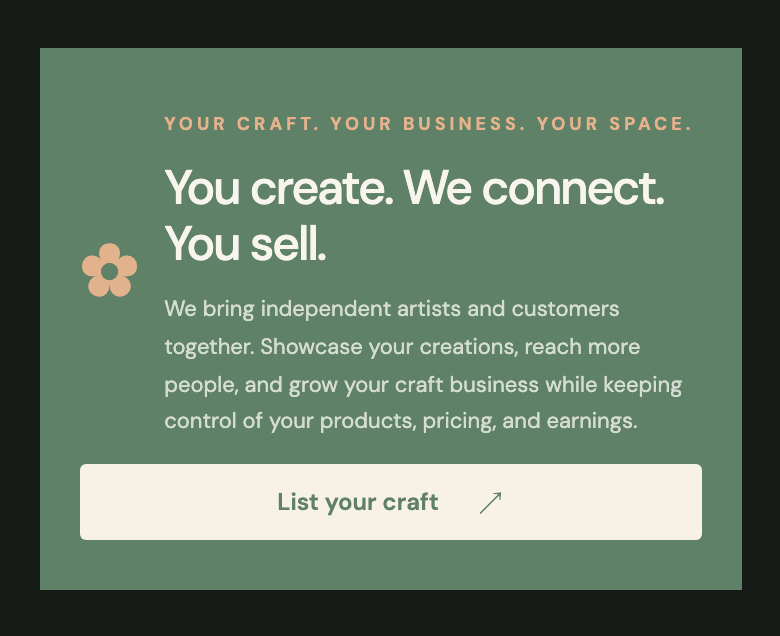 YOUR CRAFT. YOUR BUSINESS. YOUR SPACE.
You create. We connect.
You sell.
We bring independent artists and customers
together. Showcase your creations, reach more
people, and grow your craft business while keeping
control of your products, pricing, and earnings.
List your craft